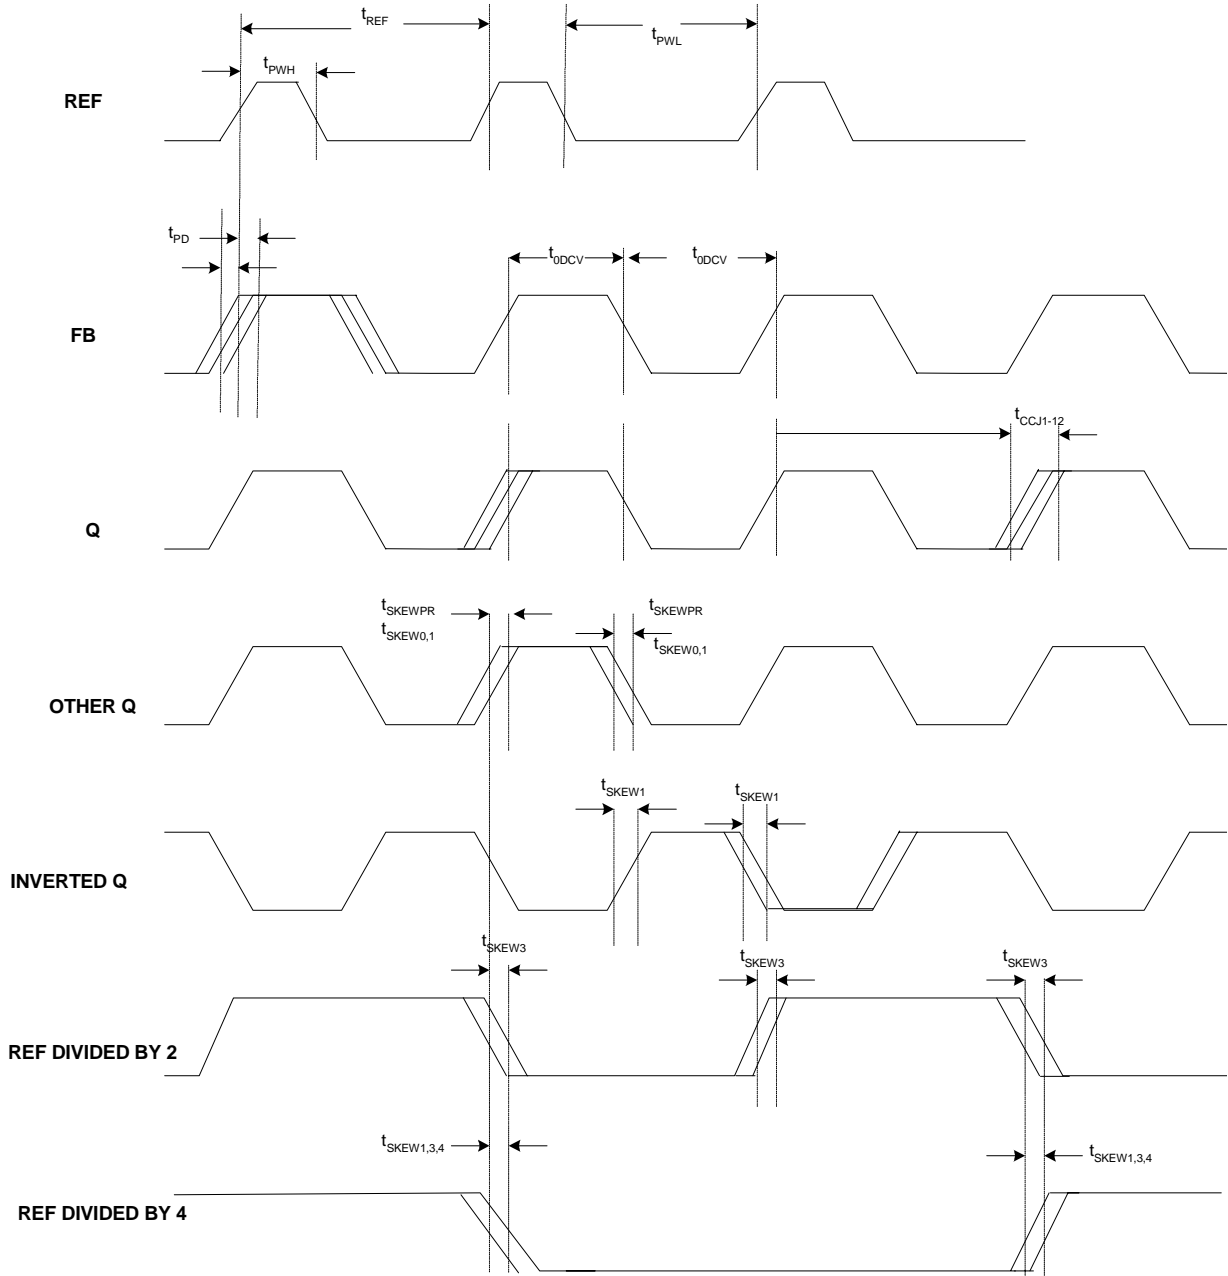 tREF
tPWL
tPWH
REF
tPD
t0DCV
t0DCV
FB
tCCJ1-12
Q
tSKEWPR
tSKEW0,1
tSKEWPR
tSKEW0,1
OTHER Q
tSKEW1
tSKEW1
INVERTED Q
tSKEW3
tSKEW3
tSKEW3
REF DIVIDED BY 2
tSKEW1,3,4
tSKEW1,3,4
REF DIVIDED BY 4